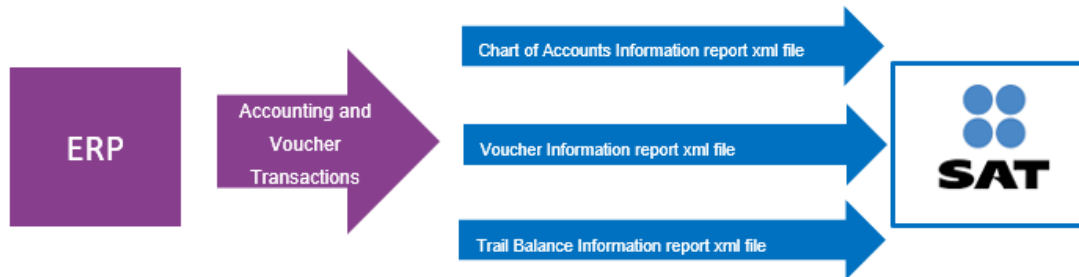 Chart of Accounts Information report xml file
ERP
Accounting and
Voucher
Transactions
Voucher Information report xml file
SAT
Trail Balance Information report xml file